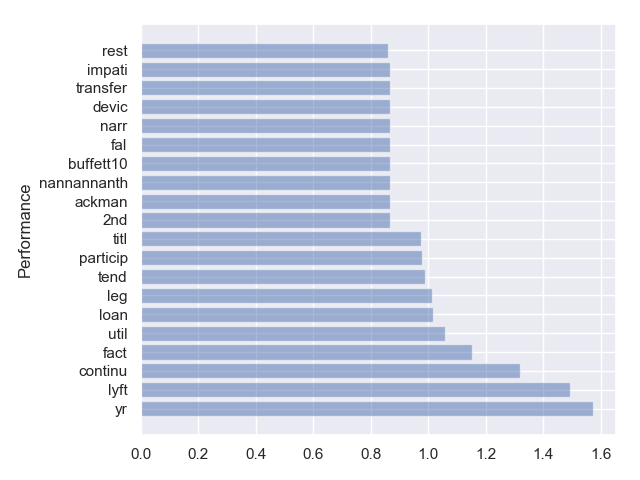 rest
impati
transfer
devic
narr
fal
buffett10
nannannanth
ackman
2nd
titl
particip
tend
leg
loan
util
fact
continu
lyft
yr
Performance
0.0 0.2 0.4 0.6 0.8 1.0 1.2 1.4 1.6